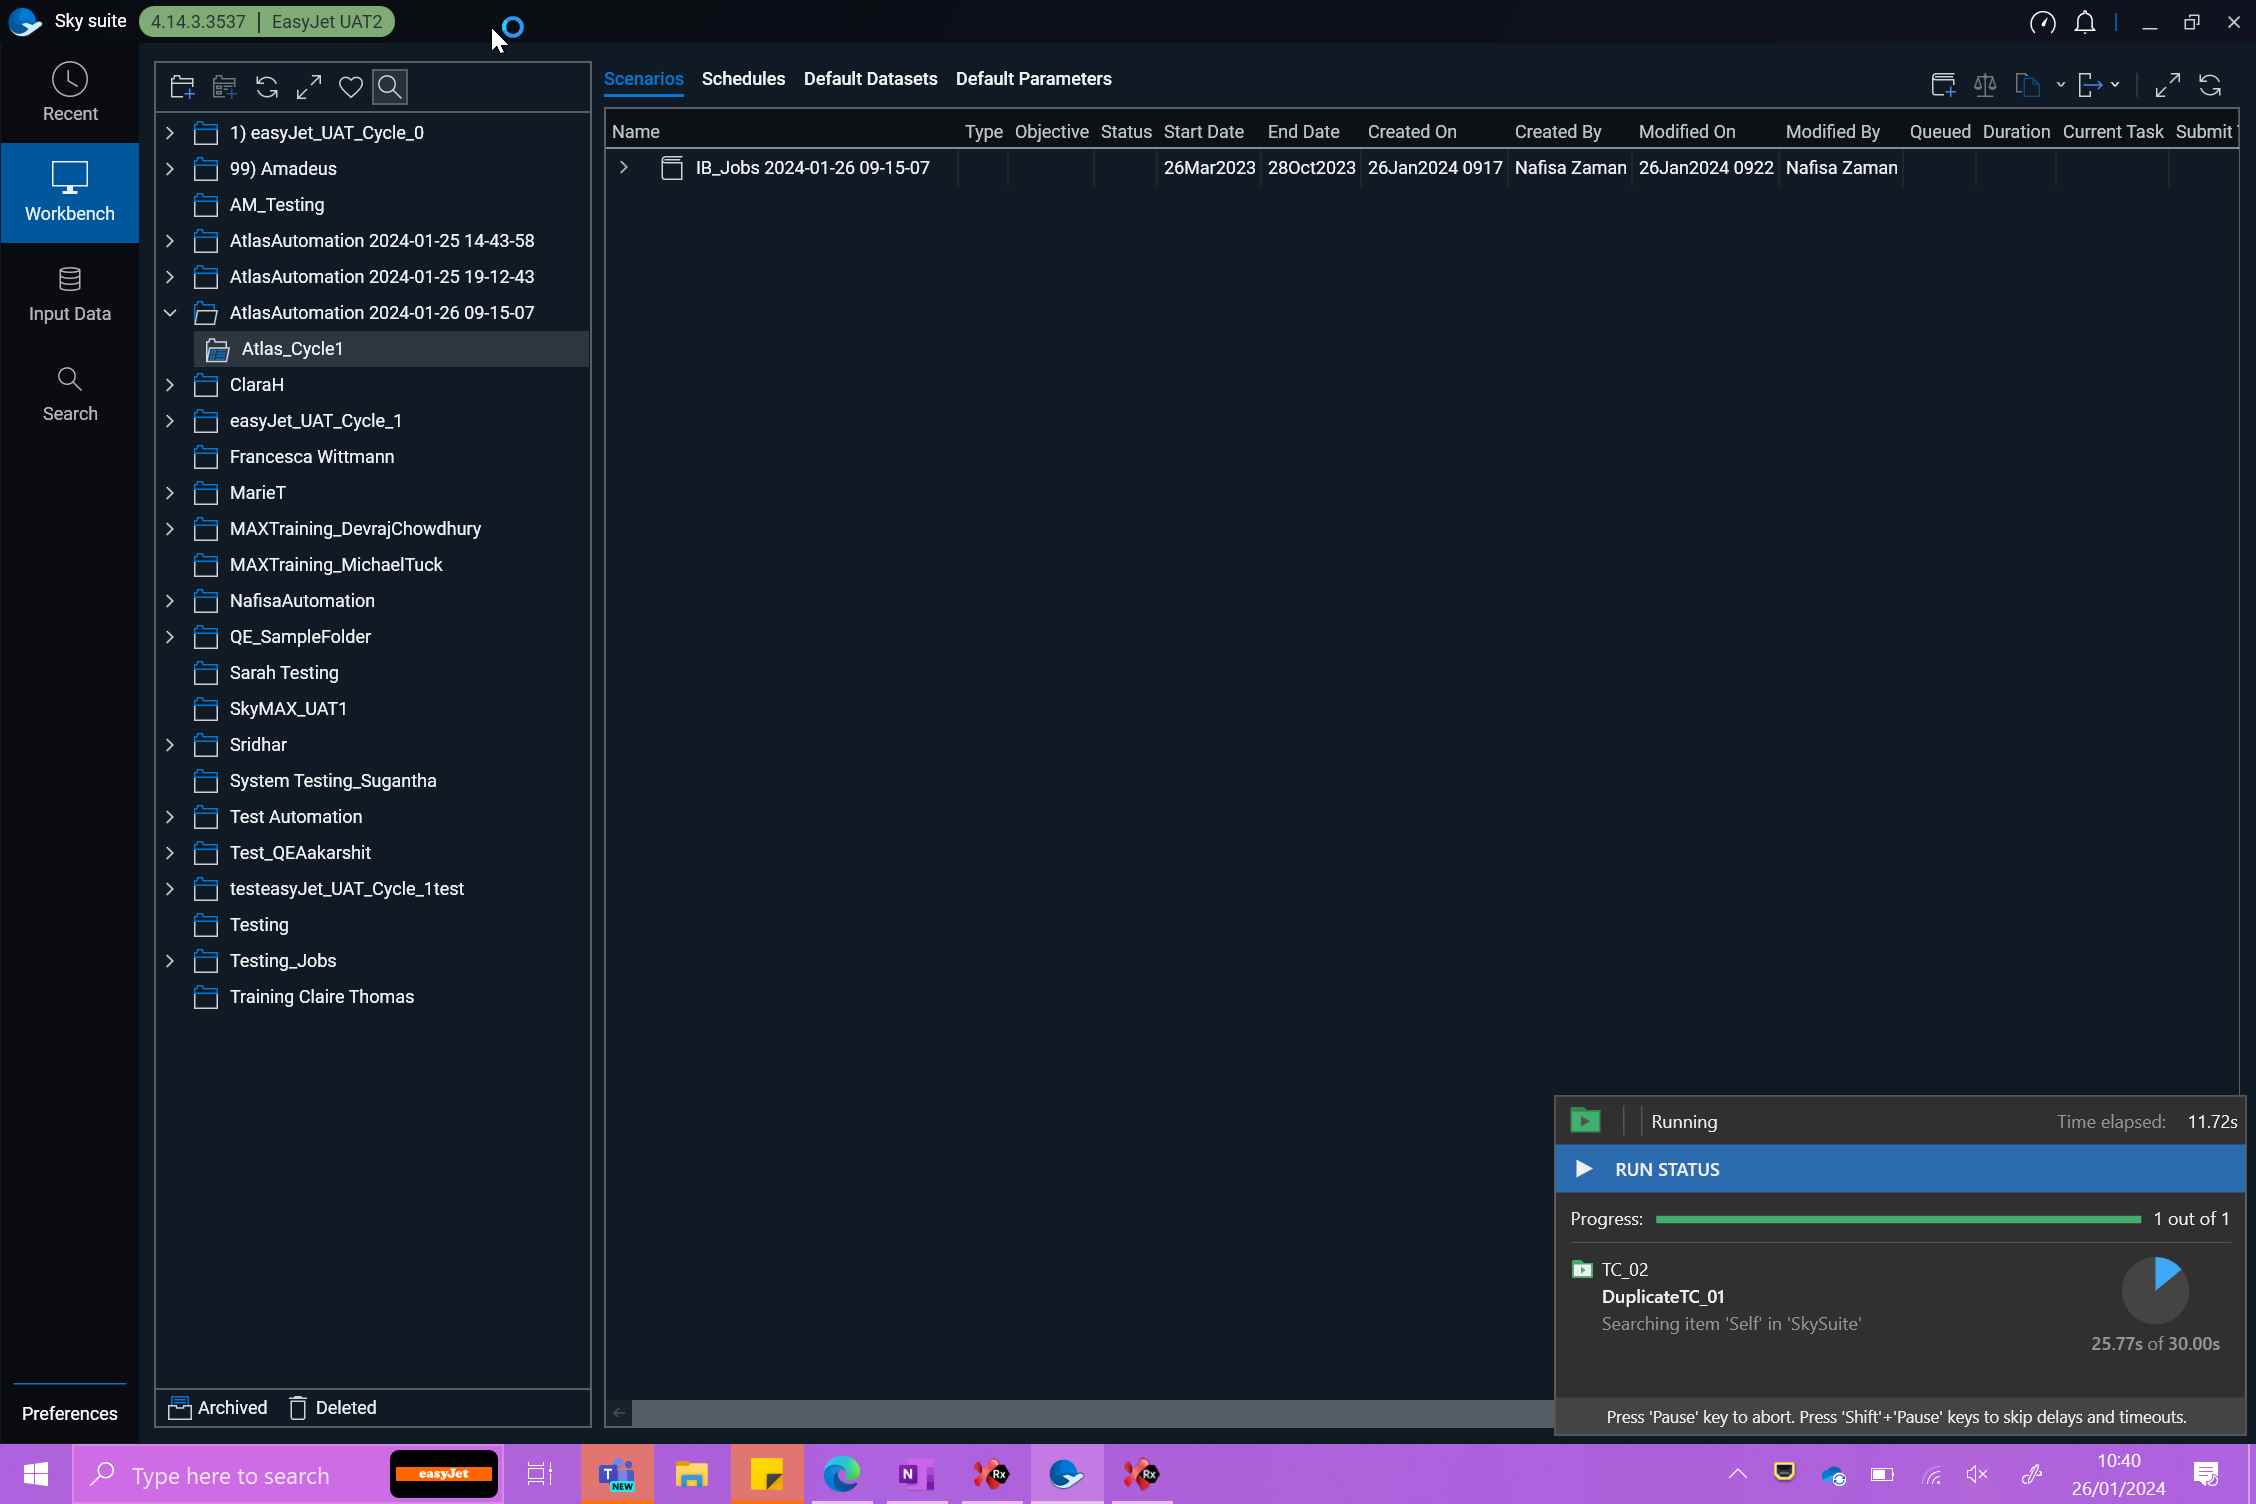 Sky suite 4.14.3.3537 | EasyJet UAT2
Recent
Workbench
Input Data
Search
Preferences
1) easyJet_UAT_Cycle_0
99) Amadeus
AM_Testing
AtlasAutomation 2024-01-25 14-43-58
AtlasAutomation 2024-01-25 19-12-43
AtlasAutomation 2024-01-26 09-15-07
Atlas_Cycle1
ClaraH
easyJet_UAT_Cycle_1
Francesca Wittmann
MarieT
MAXTraining_DevrajChowdhury
MAXTraining_MichaelTuck
NafisaAutomation
QE_SampleFolder
Sarah Testing
SkyMAX_UAT1
Sridhar
System Testing_Sugantha
Test Automation
Test_QEAakarshit
testeasyJet_UAT_Cycle_1test
Testing
Testing_Jobs
Training Claire Thomas
Archived Deleted
Scenarios Schedules Default Datasets Default Parameters
Name Type Objective Status Start Date End Date Created On Created By Modified On Modified By Queued Duration Current Task Submit
IB_Jobs 2024-01-26 09-15-07 26Mar2023 28Oct2023 26Jan2024 0917 Nafisa Zaman 26Jan2024 0922 Nafisa Zaman
Running Time elapsed: 11.72s
RUN STATUS
Progress: 1 out of 1
TC_02
DuplicateTC_01
Searching item 'Self' in 'SkySuite'
25.77s of 30.00s
Press 'Pause' key to abort. Press 'Shift'+'Pause' keys to skip delays and timeouts.
Type here to search
easyJet
T
NEW
N
Rx
Rx
10:40
26/01/2024